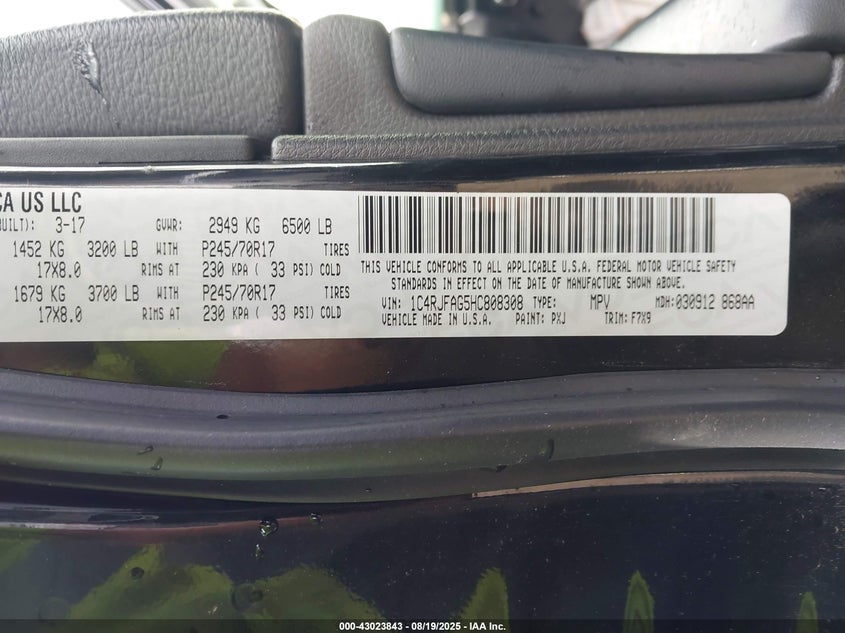 CA US LLC
BUILT): 3-17 GVWR: 2949 KG 6500 LB
1452 KG 3200 LB WITH P245/70R17 TIRES
17X8.0 RIMS AT 230 KPA ( 33 PSI) COLD
1679 KG 3700 LB WITH P245/70R17 TIRES
17X8.0 RIMS AT 230 KPA ( 33 PSI) COLD
THIS VEHICLE CONFORMS TO ALL APPLICABLE U.S.A. FEDERAL MOTOR VEHICLE SAFETY
STANDARDS IN EFFECT ON THE DATE OF MANUFACTURE SHOWN ABOVE.
VIN: 1C4RJFAG5HC808308 TYPE: MPV MDH: 030912 868AA
VEHICLE MADE IN U.S.A. PAINT: PXJ TRIM: F7X9
000-43023843 - 08/19/2025 - IAA Inc.